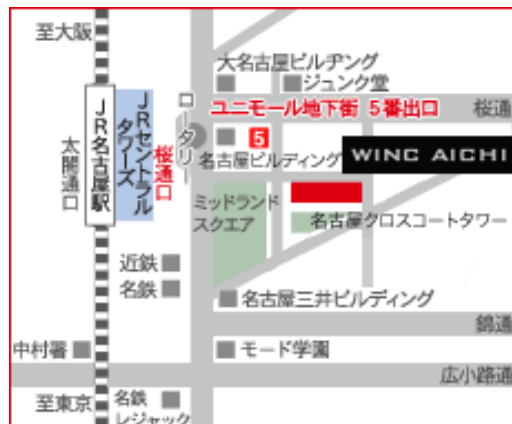 至大阪
大名古屋ビルヂング
ジュンク堂
ユニモール地下街 5番出口
桜通
ロータリー
5
名古屋ビルディング
WINC AICHI
JR名古屋駅
JRセントラル
タワーズ
桜通口
太閤通口
ミッドランド
スクエア
名古屋クロスコートタワー
近鉄
名鉄
名古屋三井ビルディング
錦通
中村署
モード学園
広小路通
至東京
名鉄
レジャック